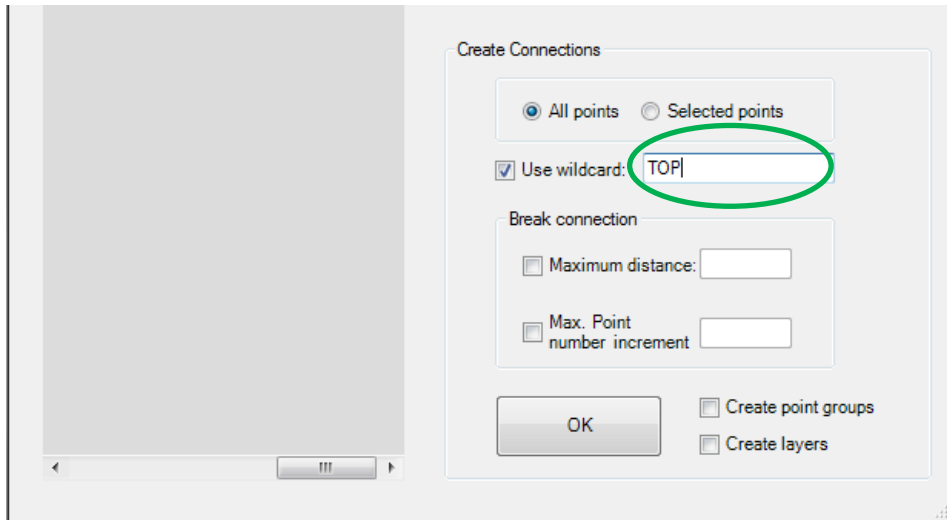 Create Connections
All points Selected points
Use wildcard: TOP
Break connection
Maximum distance:
Max. Point
number increment
OK
Create point groups
Create layers